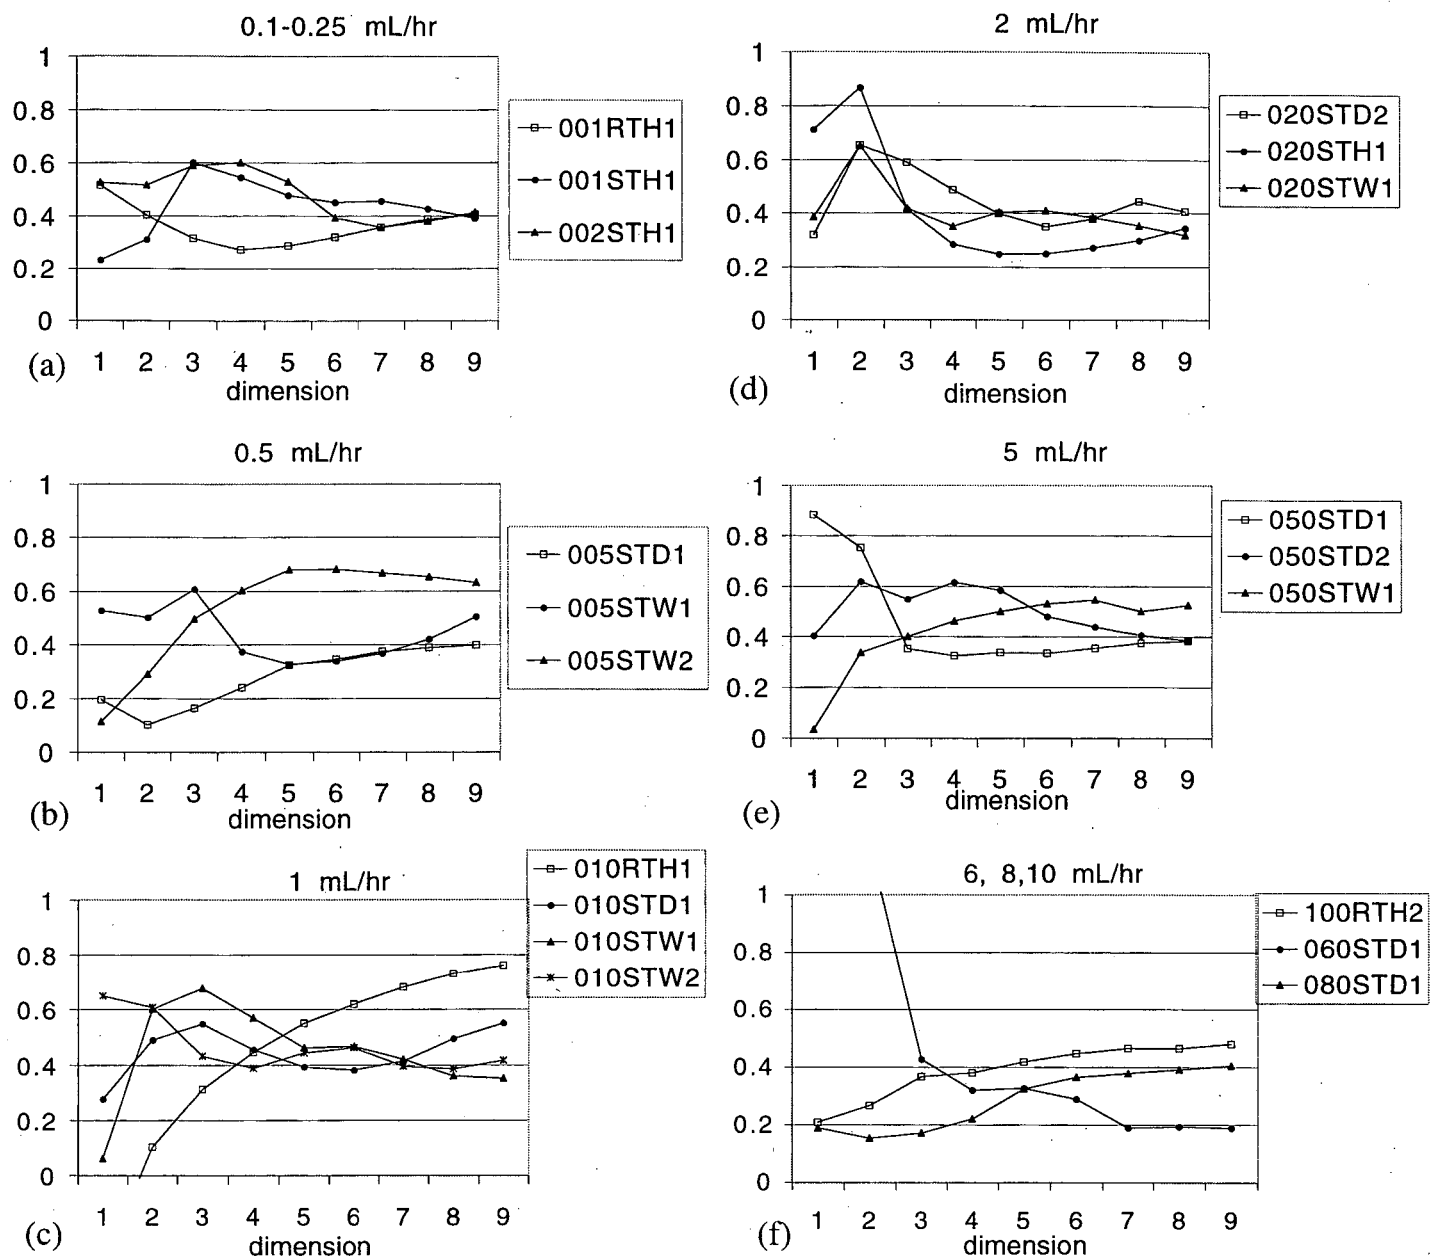 0.1-0.25 mL/hr
1
0.8
0.6
0.4
0.2
0
1 2 3 4 5 6 7 8 9
dimension
(a)
001RTH1
001STH1
002STH1
2 mL/hr
1
0.8
0.6
0.4
0.2
0
1 2 3 4 5 6 7 8 9
dimension
(d)
020STD2
020STH1
020STW1
0.5 mL/hr
1
0.8
0.6
0.4
0.2
0
1 2 3 4 5 6 7 8 9
dimension
(b)
005STD1
005STW1
005STW2
5 mL/hr
1
0.8
0.6
0.4
0.2
0
1 2 3 4 5 6 7 8 9
dimension
(e)
050STD1
050STD2
050STW1
1 mL/hr
1
0.8
0.6
0.4
0.2
0
1 2 3 4 5 6 7 8 9
dimension
(c)
010RTH1
010STD1
010STW1
010STW2
6, 8,10 mL/hr
1
0.8
0.6
0.4
0.2
0
1 2 3 4 5 6 7 8 9
dimension
(f)
100RTH2
060STD1
080STD1